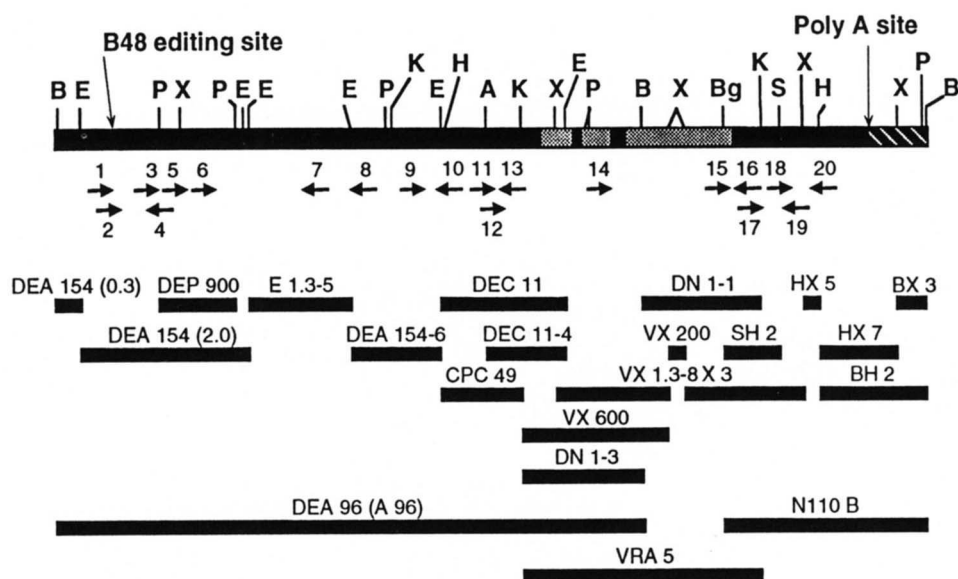 B48 editing site
Poly A site
B E P X P E E E P K H E A K X E P B X Bg K S X H X P B
1 3 5 6 7 8 9 10 11 13 14 15 16 18 20
2 4 12 17 19
DEA 154 (0.3) DEP 900 E 1.3-5 DEC 11 DN 1-1 HX 5 BX 3
DEA 154 (2.0) DEA 154-6 DEC 11-4 VX 200 SH 2 HX 7
CPC 49 VX 1.3-8 X 3 BH 2
VX 600
DN 1-3
DEA 96 (A 96) N110 B
VRA 5